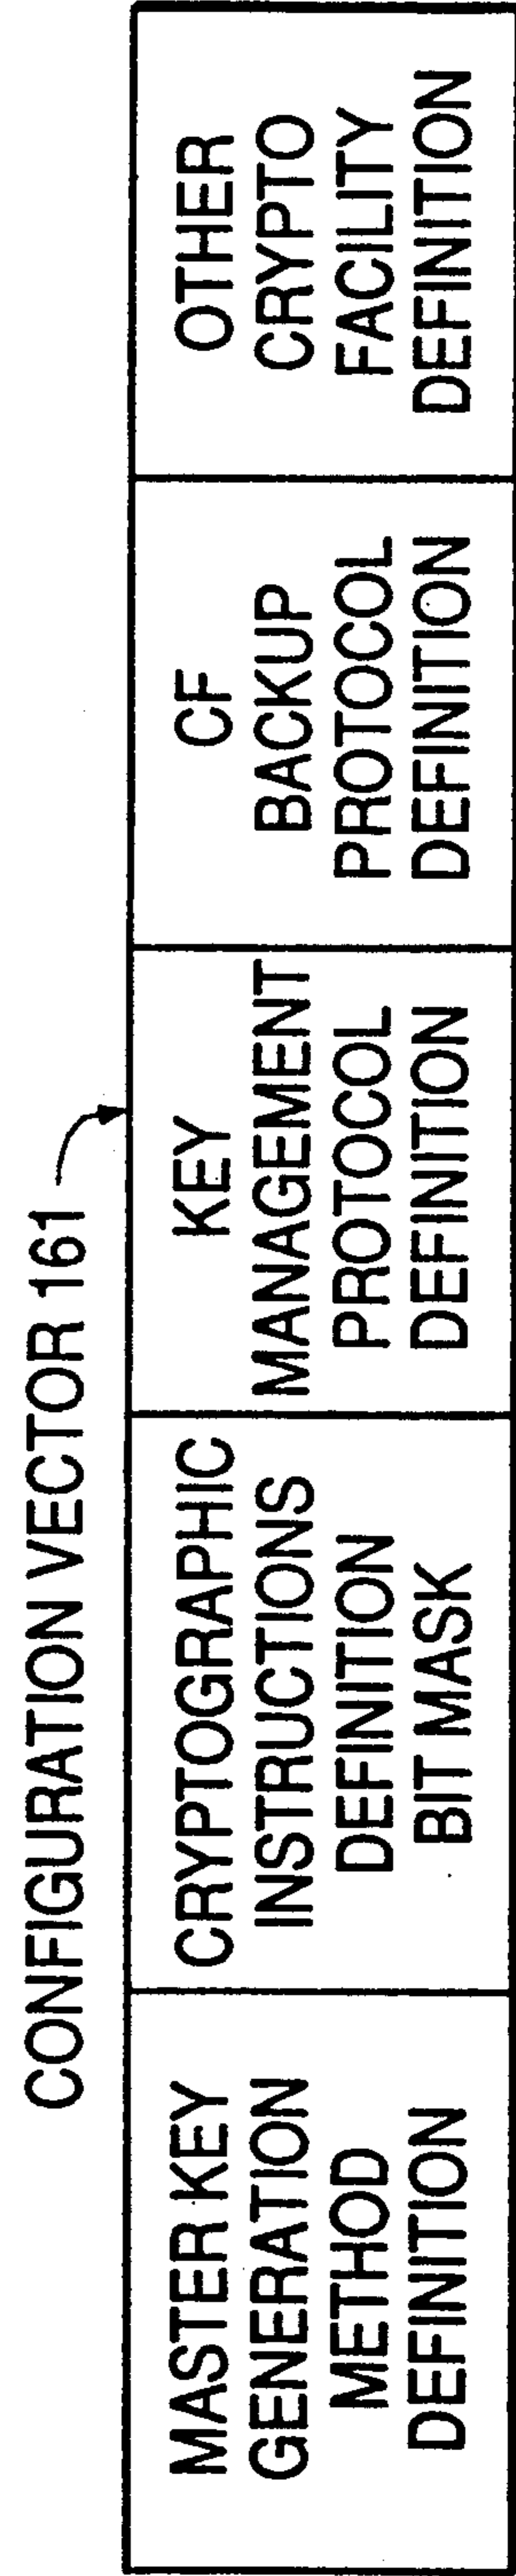 CONFIGURATION VECTOR 161
MASTER KEY
GENERATION
METHOD
DEFINITION
CRYPTOGRAPHIC
INSTRUCTIONS
DEFINITION
BIT MASK
KEY
MANAGEMENT
PROTOCOL
DEFINITION
CF
BACKUP
PROTOCOL
DEFINITION
OTHER
CRYPTO
FACILITY
DEFINITION